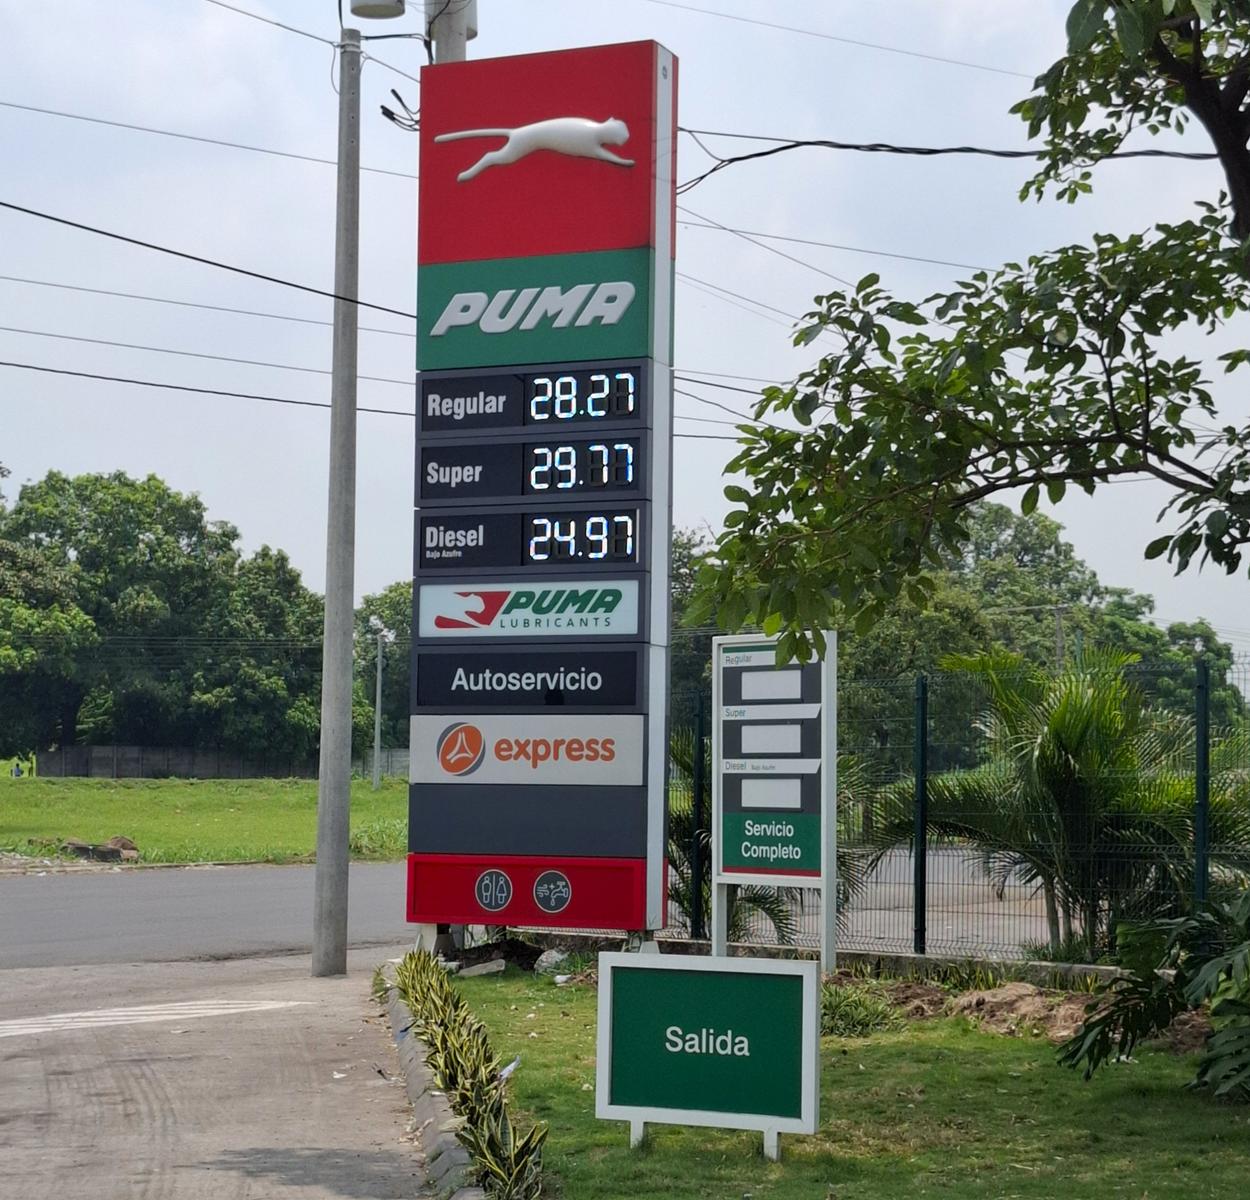 PUMA
Regular 28.27
Super 29.77
Diesel 24.97
Bajo Azufre
PUMA
LUBRICANTS
Autoservicio
express
Regular
Super
Diesel Bajo Azufre
Servicio
Completo
Salida